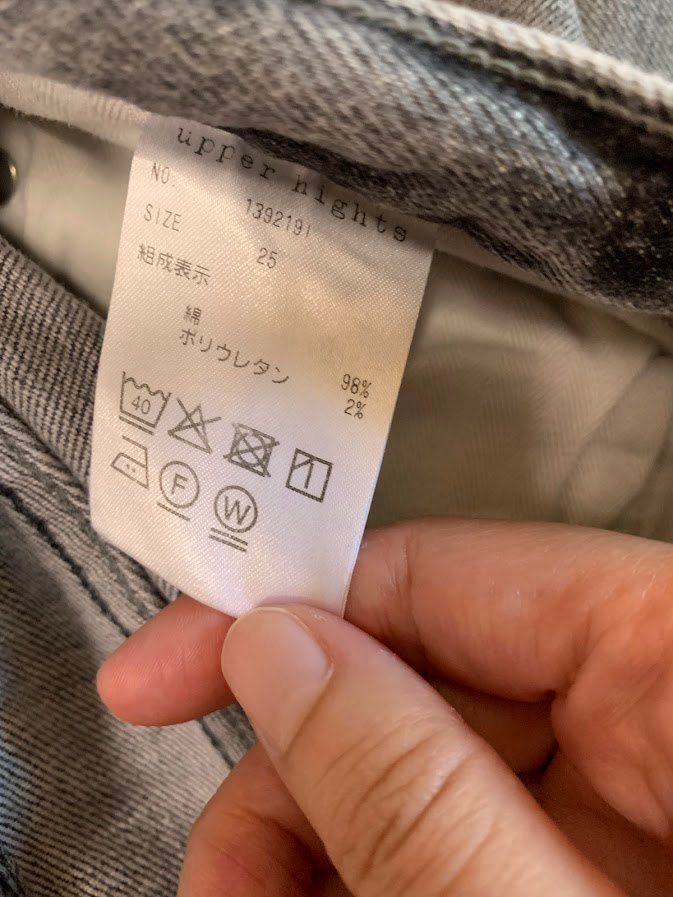 upper hights
NO. 1392191
SIZE 25
組成表示
綿 98%
ポリウレタン 2%
40
F
W